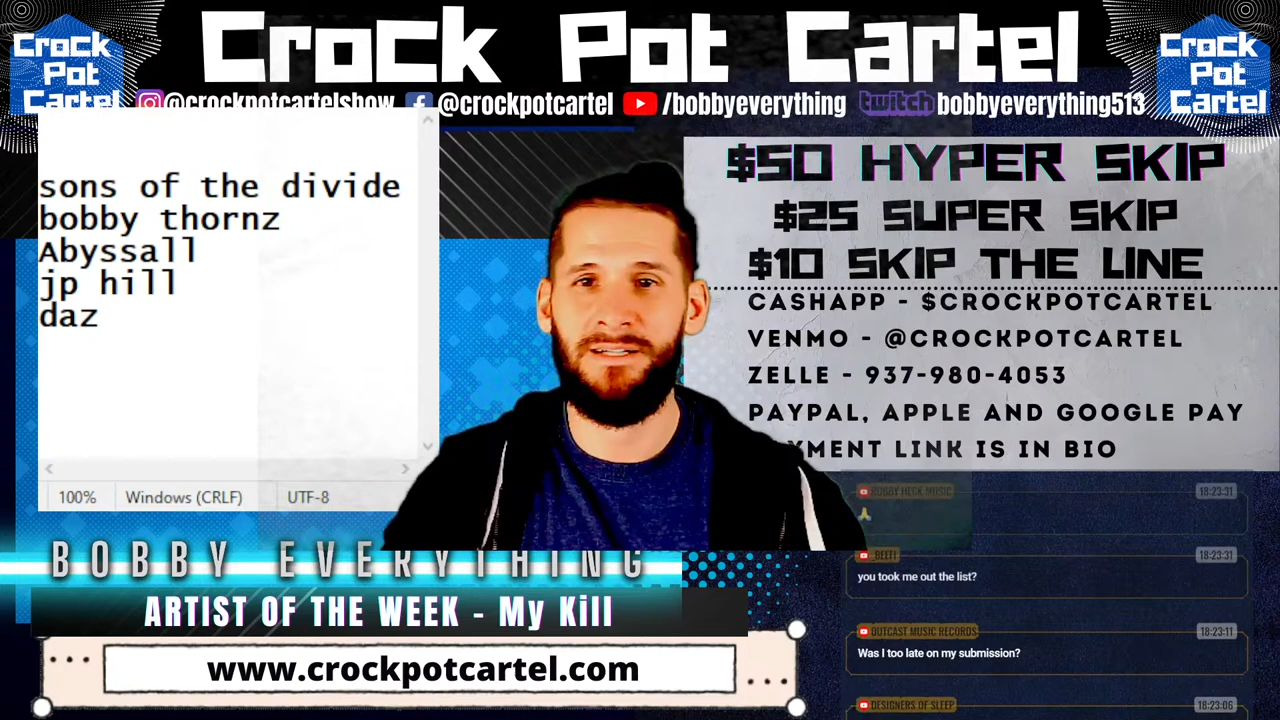 Crock Pot Cartel
Crock
Pot
Cartel
Crock
Pot
Cartel
@crockpotcartelshow @crockpotcartel /bobbyeverything twitch bobbyeverything513
sons of the divide
bobby thornz
Abyssall
jp hill
daz
100% Windows (CRLF) UTF-8
$50 HYPER SKIP
$25 SUPER SKIP
$10 SKIP THE LINE
CASHAPP - $CROCKPOTCARTEL
VENMO - @CROCKPOTCARTEL
ZELLE - 937-980-4053
PAYPAL, APPLE AND GOOGLE PAY
YMENT LINK IS IN BIO
BOBBY EVERYTHING
ARTIST OF THE WEEK - My Kill
www.crockpotcartel.com
BOBBY HECK MUSIC 18:23:31
_BEETI 18:23:31
you took me out the list?
OUTCAST MUSIC RECORDS 18:23:11
Was I too late on my submission?
DESIGNERS OF SLEEP 18:23:06